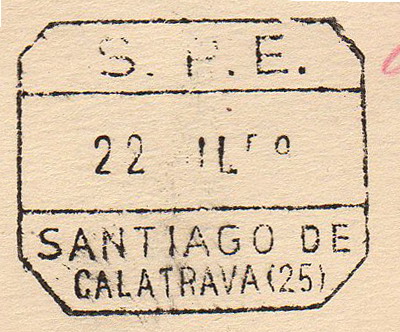 S. P. E.
22
SANTIAGO DE
CALATRAVA (25)